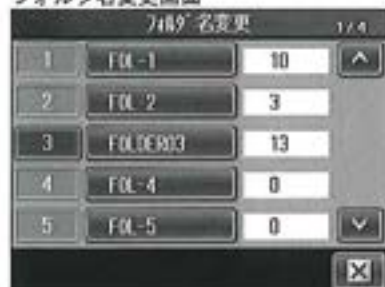 フォルダ名変更画面
ﾌｫﾙﾀﾞ名変更 1/4
1 FOL-1 10
2 FOL-2 3
3 FOLDER03 13
4 FOL-4 0
5 FOL-5 0